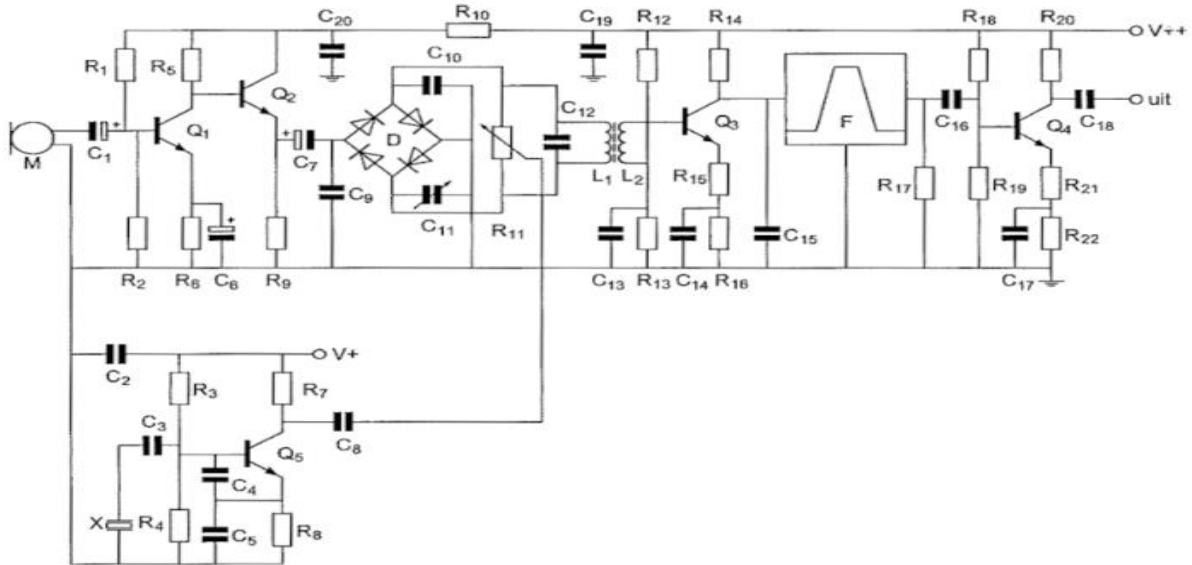 C20 R10 C19 R12 R14 R18 R20
V++
R1 R5 C10
Q2 C12
+ Q1 + D Q3 F C16 Q4 C18 uit
M C1 C7
L1 L2 R15 R17 R19 R21
C9
+ C11 R11 C15 R22
R2 R6 C6 R9 C13 R13 C14 R16 C17
V+
C2 R3 R7
C3 C8
Q5
C4
X R4 C5 R8